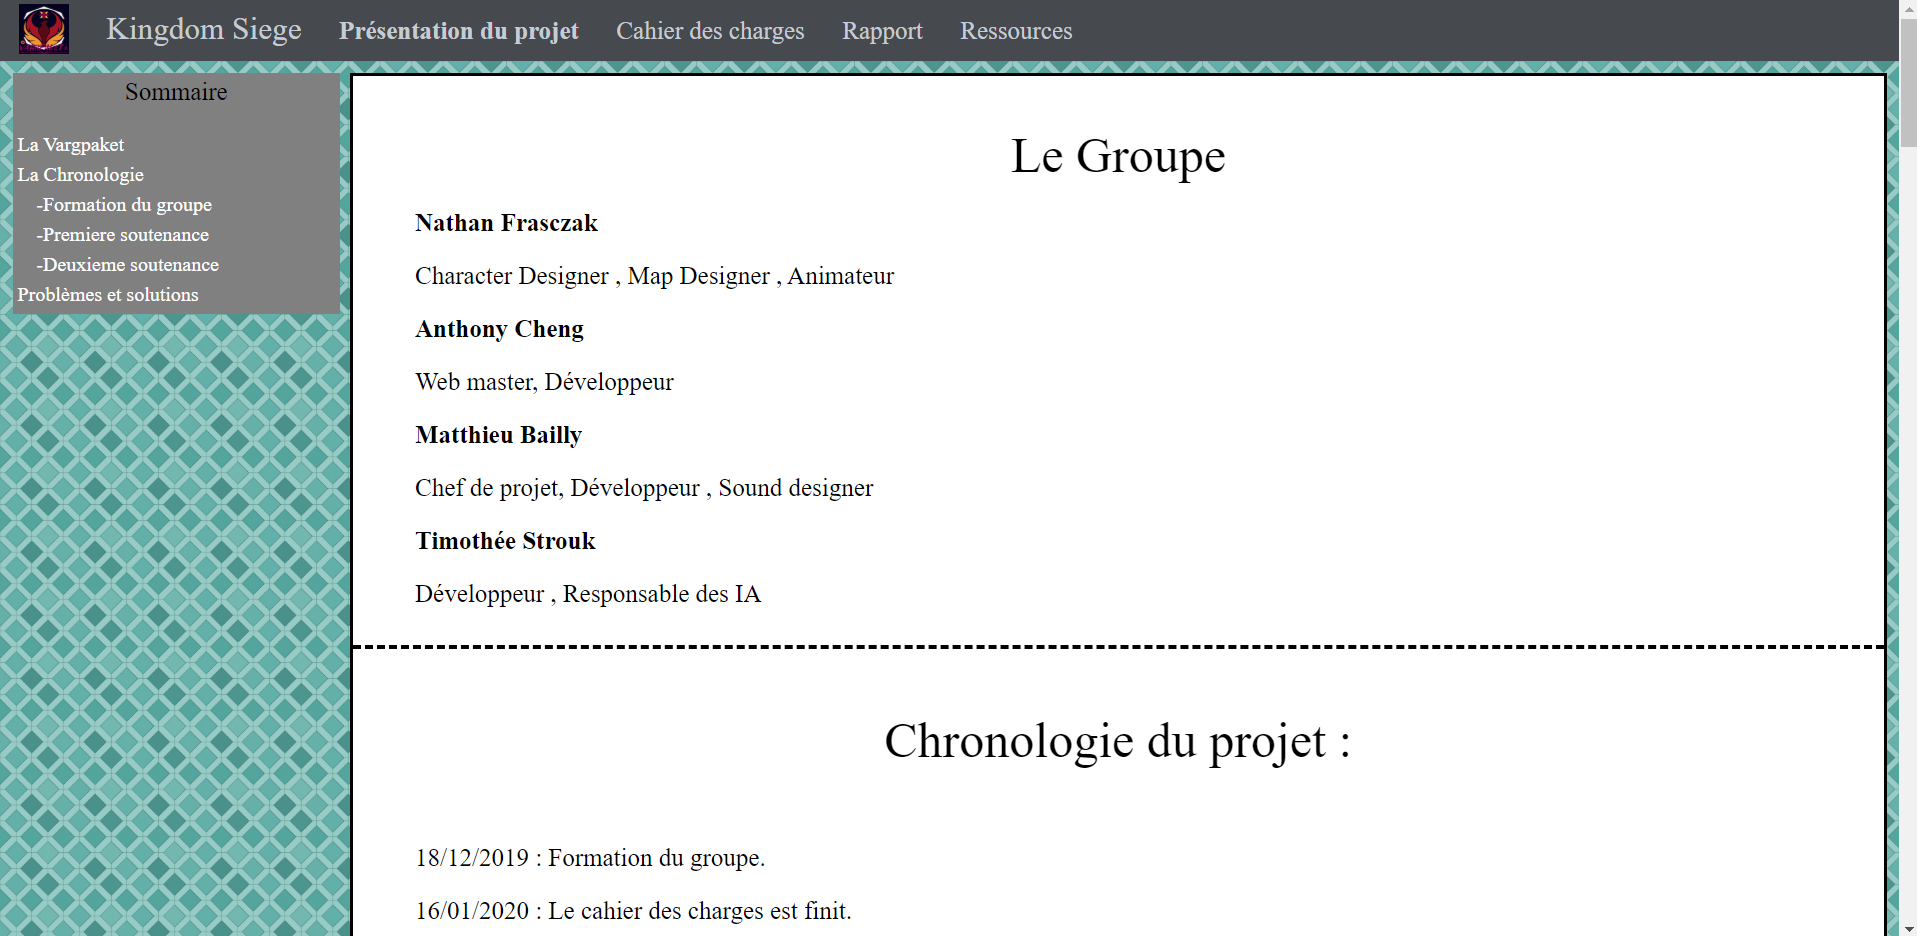 Kingdom Siege Présentation du projet Cahier des charges Rapport Ressources
Sommaire
La Vargpaket
La Chronologie
-Formation du groupe
-Premiere soutenance
-Deuxieme soutenance
Problèmes et solutions
Le Groupe
Nathan Frasczak
Character Designer , Map Designer , Animateur
Anthony Cheng
Web master, Développeur
Matthieu Bailly
Chef de projet, Développeur , Sound designer
Timothée Strouk
Développeur , Responsable des IA
Chronologie du projet :
18/12/2019 : Formation du groupe.
16/01/2020 : Le cahier des charges est finit.